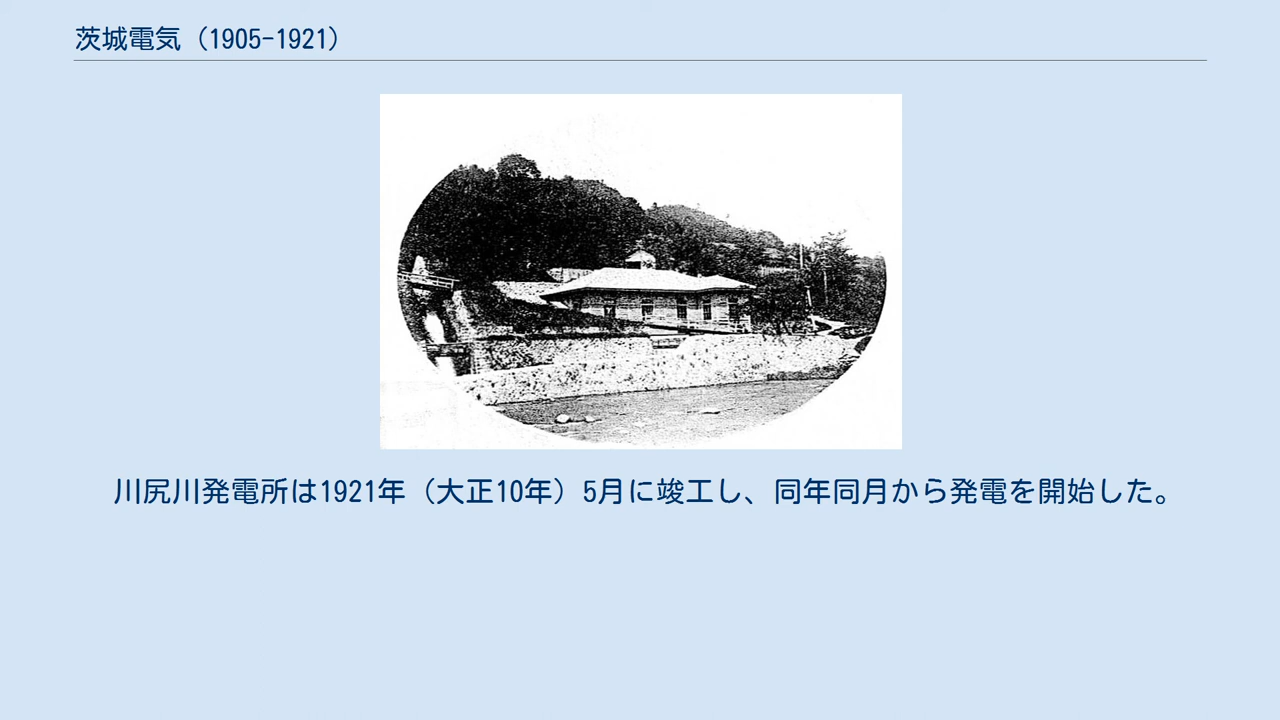 茨城電気（1905-1921）
川尻川発電所は1921年（大正10年）5月に竣工し、同年同月から発電を開始した。